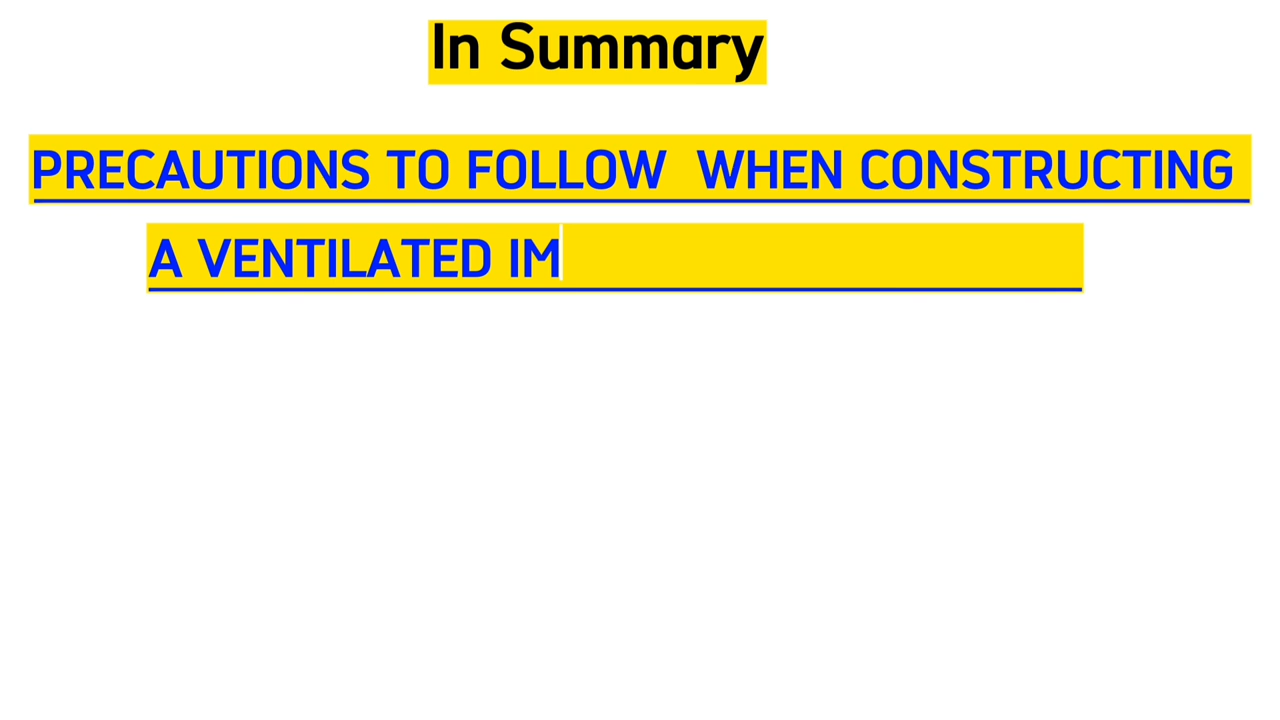 In Summary
PRECAUTIONS TO FOLLOW WHEN CONSTRUCTING
A VENTILATED IM